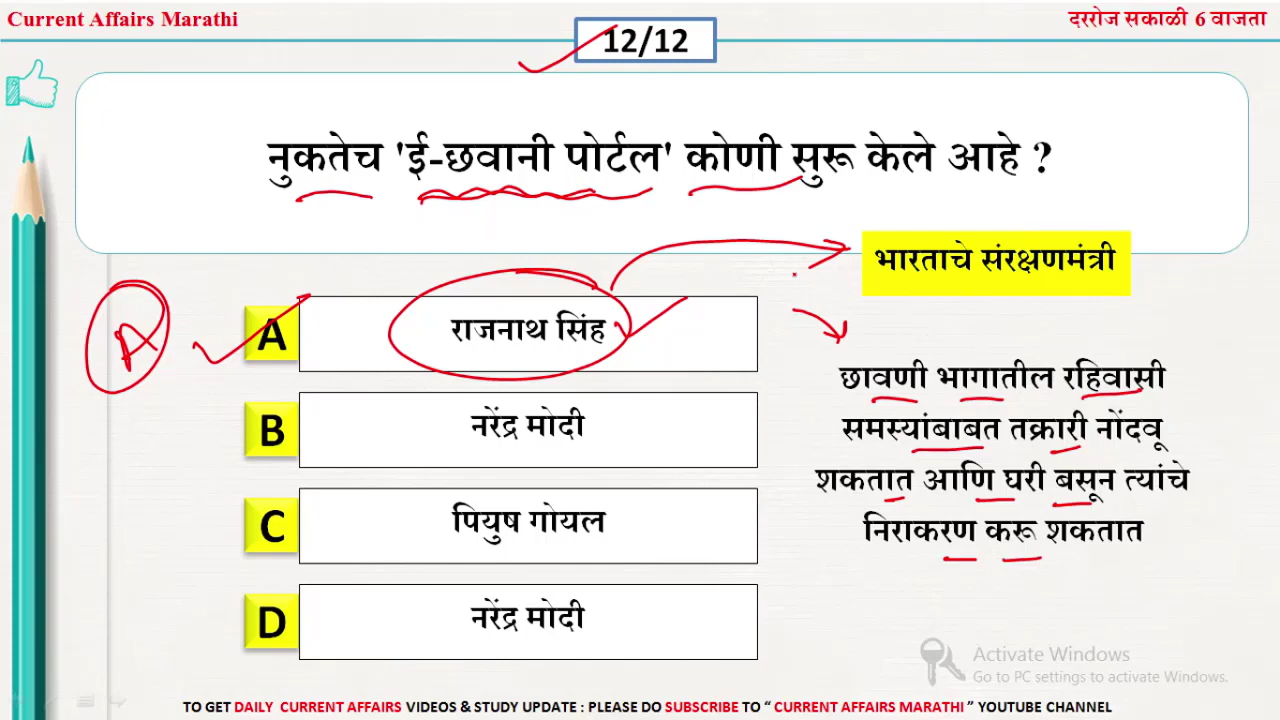 Current Affairs Marathi
दररोज सकाळी 6 वाजता
12/12
नुकतेच 'ई-छवानी पोर्टल' कोणी सुरू केले आहे ?
भारताचे संरक्षणमंत्री
A
A राजनाथ सिंह
B नरेंद्र मोदी
C पियुष गोयल
D नरेंद्र मोदी
छावणी भागातील रहिवासी
समस्यांबाबत तक्रारी नोंदवू
शकतात आणि घरी बसून त्यांचे
निराकरण करू शकतात
Activate Windows
Go to PC settings to activate Windows.
TO GET DAILY CURRENT AFFAIRS VIDEOS & STUDY UPDATE : PLEASE DO SUBSCRIBE TO “ CURRENT AFFAIRS MARATHI ” YOUTUBE CHANNEL